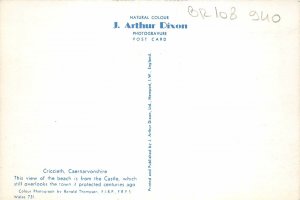 NATURAL COLOUR
J. Arthur Dixon
PHOTOGRAVURE
POST CARD
Printed and Published by J. Arthur Dixon, Ltd. Newport, I.W., England.
Criccieth, Caernarvonshire
This view of the beach is from the Castle, which
still overlooks the town it protected centuries ago.
Colour Photograph by Ronald Thompson,
Wales 731